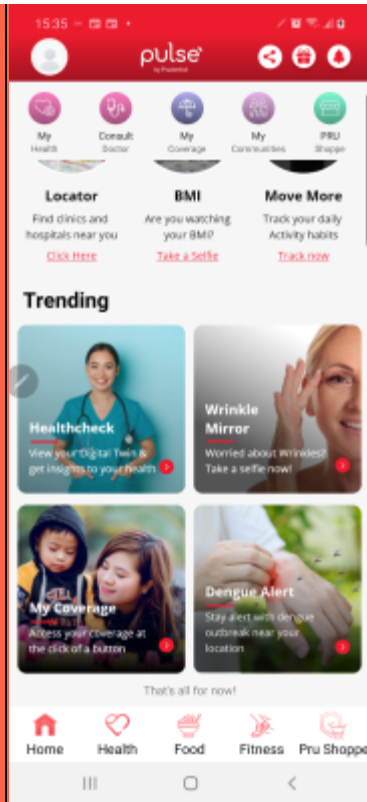 15:35
pulse
by Prudential
My Health
Consult Doctor
My Coverage
My Communities
PRU Shoppe
Locator
Find clinics and
hospitals near you
Click Here
BMI
Are you watching
your BMI?
Take a Selfie
Move More
Track your daily
Activity habits
Track now
Trending
Healthcheck
View your Digital Twin &
get insights to your health
Wrinkle
Mirror
Worried about Wrinkles?
Take a selfie now!
My Coverage
Access your coverage at
the click of a button
Dengue Alert
Stay alert with dengue
outbreak near your
location
That's all for now!
Home
Health
Food
Fitness
Pru Shoppe